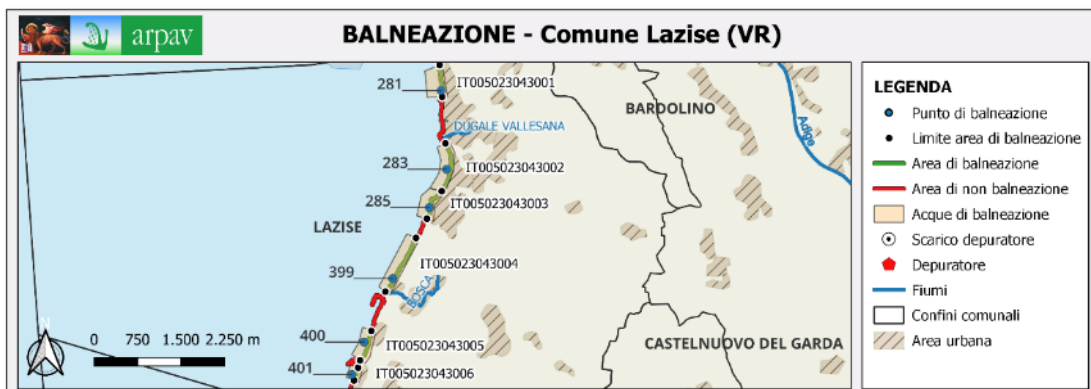 arpav
BALNEAZIONE - Comune Lazise (VR)
281
IT005023043001
DUGALE VALLESANA
283
IT005023043002
285
IT005023043003
LAZISE
399
IT005023043004
BOSCA
400
IT005023043005
401
IT005023043006
BARDOLINO
Adige
CASTELNUOVO DEL GARDA
N
0 750 1.500 2.250 m
LEGENDA
Punto di balneazione
Limite area di balneazione
Area di balneazione
Area di non balneazione
Acque di balneazione
Scarico depuratore
Depuratore
Fiumi
Confini comunali
Area urbana